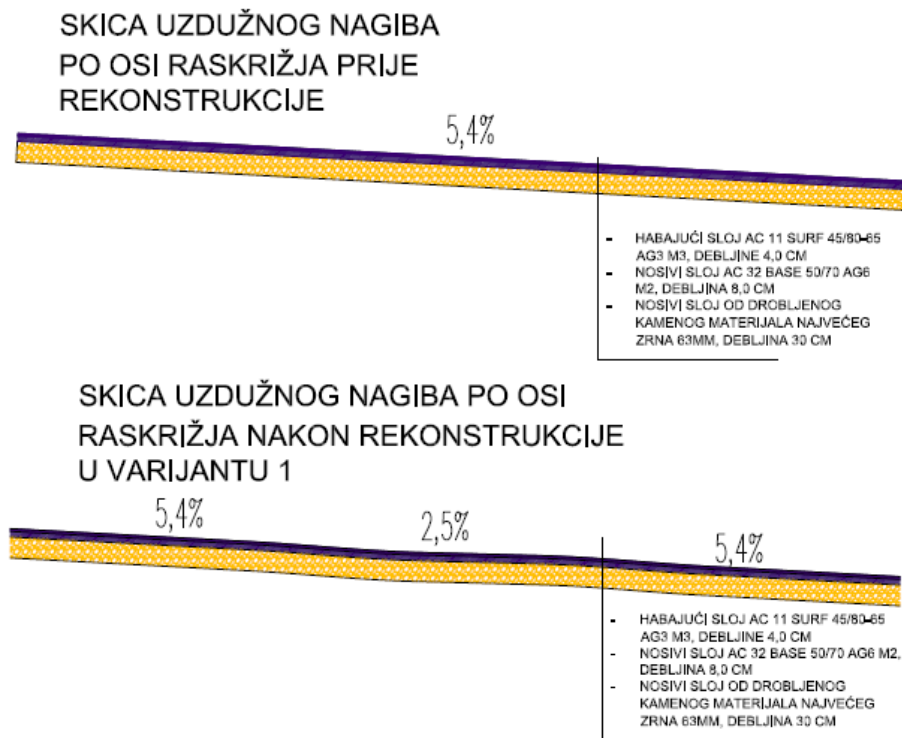 SKICA UZDUŽNOG NAGIBA
PO OSI RASKRIŽJA PRIJE
REKONSTRUKCIJE
5,4%
- HABAJUĆI SLOJ AC 11 SURF 45/80-65
AG3 M3, DEBLJINE 4,0 CM
- NOSIVI SLOJ AC 32 BASE 50/70 AG6
M2, DEBLJINA 8,0 CM
- NOSIVI SLOJ OD DROBLJENOG
KAMENOG MATERIJALA NAJVEĆEG
ZRNA 63MM, DEBLJINA 30 CM
SKICA UZDUŽNOG NAGIBA PO OSI
RASKRIŽJA NAKON REKONSTRUKCIJE
U VARIJANTU 1
5,4%
2,5%
5,4%
- HABAJUĆI SLOJ AC 11 SURF 45/80-65
AG3 M3, DEBLJINE 4,0 CM
- NOSIVI SLOJ AC 32 BASE 50/70 AG6 M2,
DEBLJINA 8,0 CM
- NOSIVI SLOJ OD DROBLJENOG
KAMENOG MATERIJALA NAJVEĆEG
ZRNA 63MM, DEBLJINA 30 CM